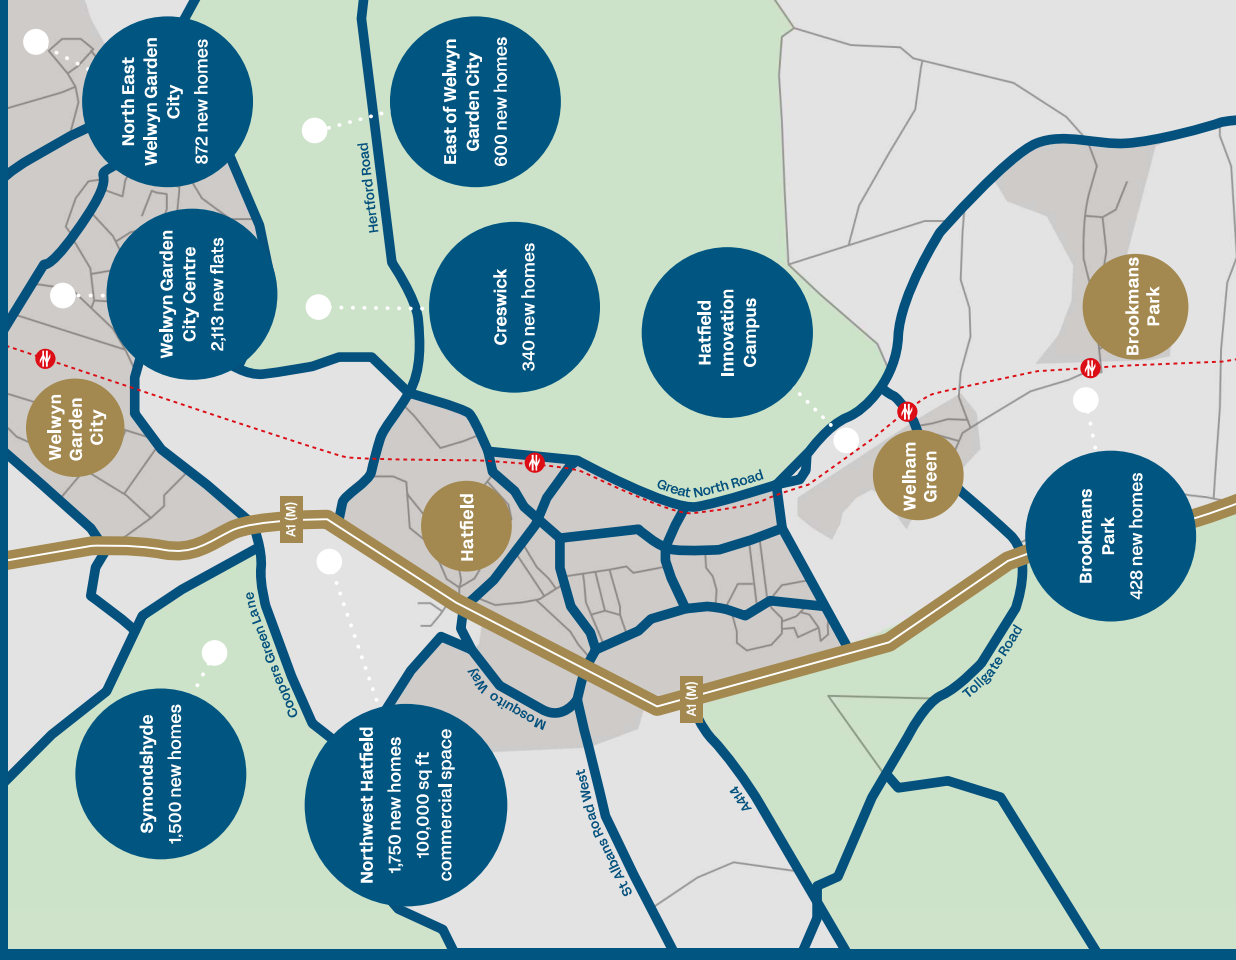 Symondshyde
1,500 new homes
Northwest Hatfield
1,750 new homes
100,000 sq ft
commercial space
Coopers Green Lane
Mosquito Way
St Albans Road West
A414
A1 (M)
A1 (M)
Tollgate Road
Welwyn
Garden
City
Hatfield
Welham
Green
Brookmans
Park
428 new homes
Great North Road
Welwyn Garden
City Centre
2,113 new flats
Creswick
340 new homes
Hatfield
Innovation
Campus
Brookmans
Park
North East
Welwyn Garden
City
872 new homes
Hertford Road
East of Welwyn
Garden City
600 new homes